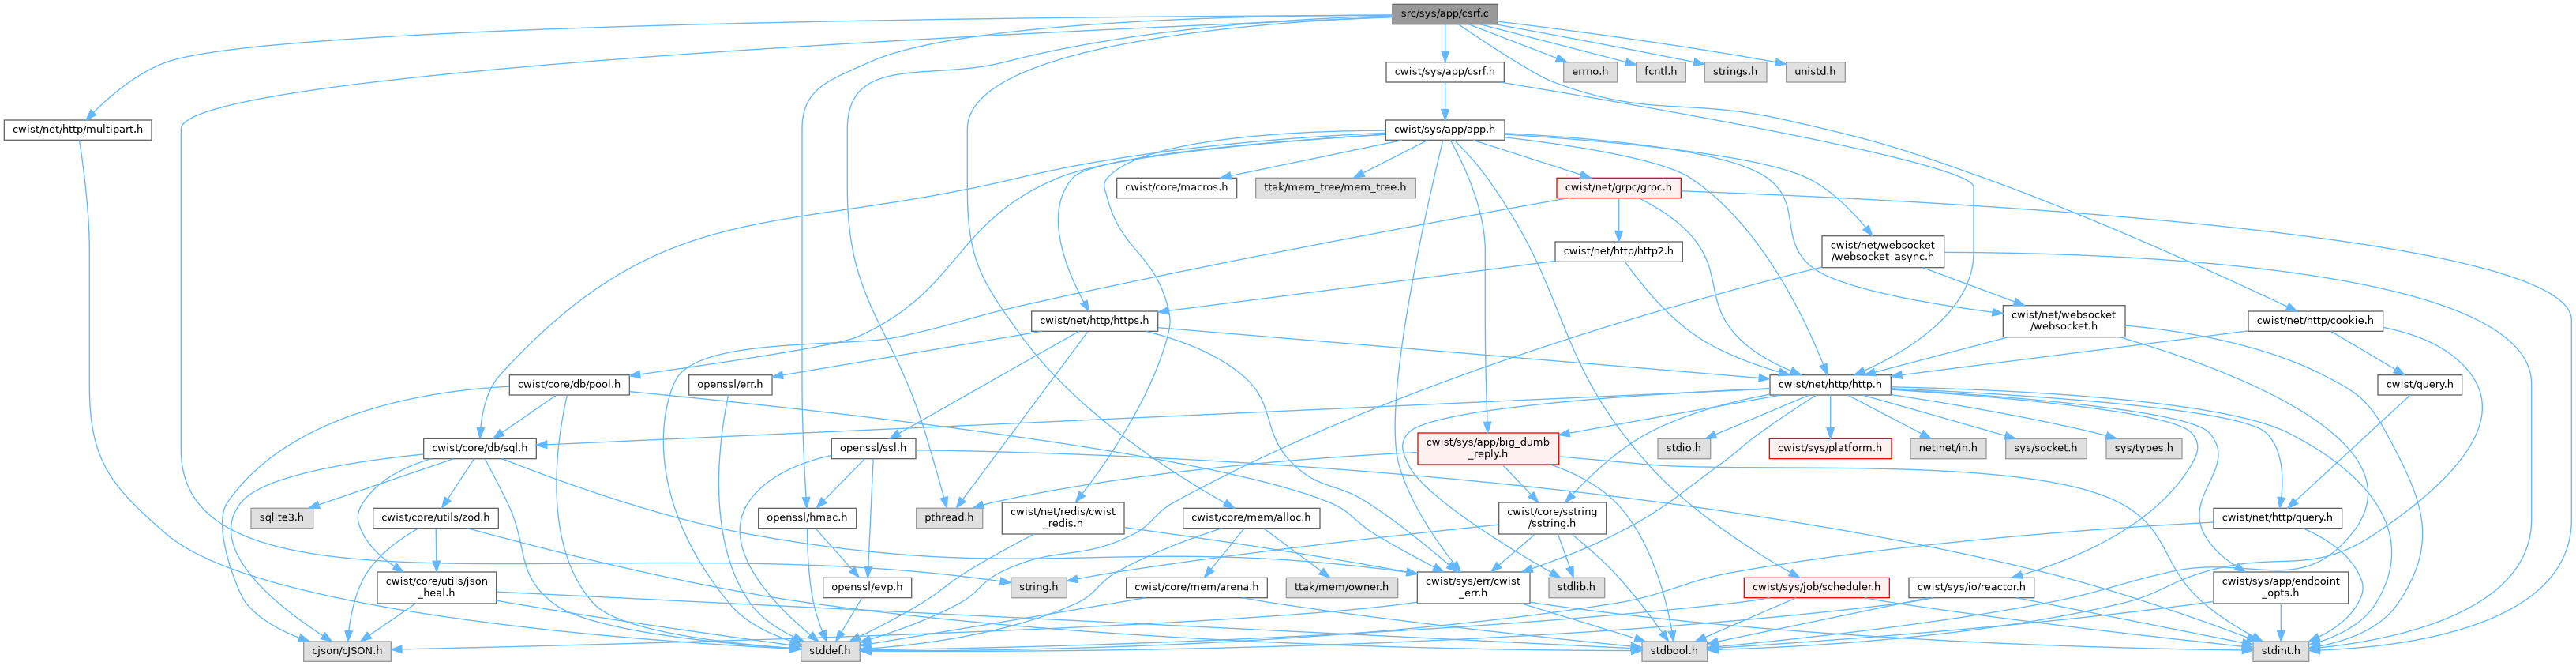 src/sys/app/csrf.c
cwist/sys/app/csrf.h
errno.h
fcntl.h
strings.h
unistd.h
cwist/net/http/multipart.h
cwist/sys/app/app.h
cwist/core/macros.h
ttak/mem_tree/mem_tree.h
cwist/net/grpc/grpc.h
cwist/net/http/http2.h
cwist/net/websocket
/websocket_async.h
cwist/net/http/https.h
cwist/net/websocket
/websocket.h
cwist/net/http/cookie.h
cwist/core/db/pool.h
openssl/err.h
cwist/net/http/http.h
cwist/query.h
cwist/core/db/sql.h
openssl/ssl.h
cwist/sys/app/big_dumb
_reply.h
stdio.h
cwist/sys/platform.h
netinet/in.h
sys/socket.h
sys/types.h
sqlite3.h
cwist/core/utils/zod.h
openssl/hmac.h
pthread.h
cwist/net/redis/cwist
_redis.h
cwist/core/mem/alloc.h
cwist/core/sstring
/sstring.h
cwist/net/http/query.h
cwist/core/utils/json
_heal.h
openssl/evp.h
string.h
cwist/core/mem/arena.h
ttak/mem/owner.h
cwist/sys/err/cwist
_err.h
stdlib.h
cwist/sys/job/scheduler.h
cwist/sys/io/reactor.h
cwist/sys/app/endpoint
_opts.h
cjson/cJSON.h
stddef.h
stdbool.h
stdint.h